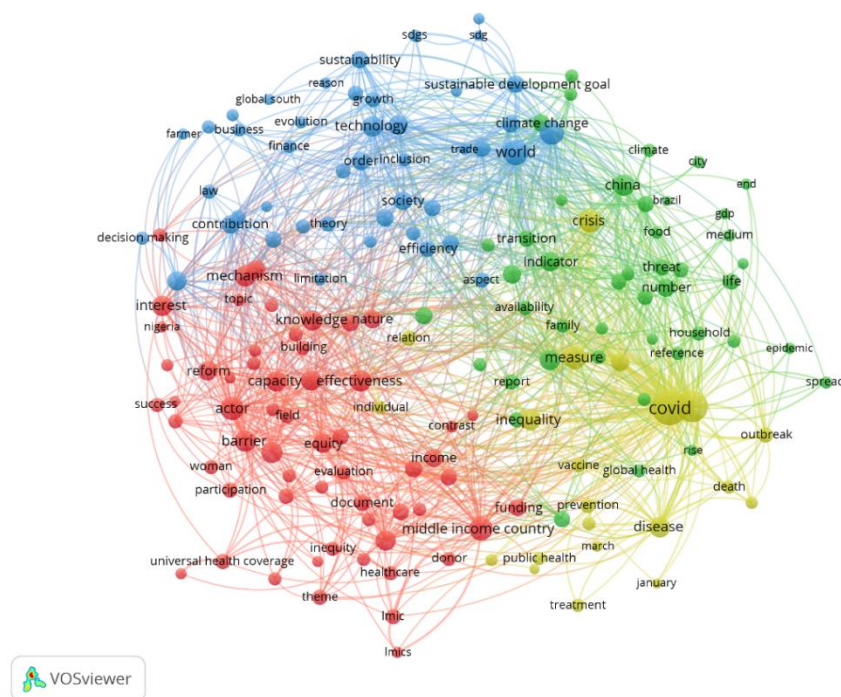 sdgs
sdg
sustainability
reason
sustainable development goal
global south
growth
evolution
technology
climate change
farmer
business
finance
order
inclusion
trade
world
climate
city
law
society
china
brazil
end
contribution
theory
crisis
gdp
decision making
efficiency
transition
food
medium
mechanism
limitation
aspect
indicator
threat
life
interest
topic
availability
number
nigeria
knowledge
nature
family
household
building
relation
measure
reference
epidemic
reform
capacity
effectiveness
report
spread
success
actor
field
individual
inequality
covid
barrier
equity
contrast
rise
outbreak
woman
evaluation
income
vaccine
global health
participation
document
funding
prevention
death
middle income country
disease
universal health coverage
inequity
donor
public health
march
healthcare
january
theme
lmic
treatment
lmics
VOSviewer